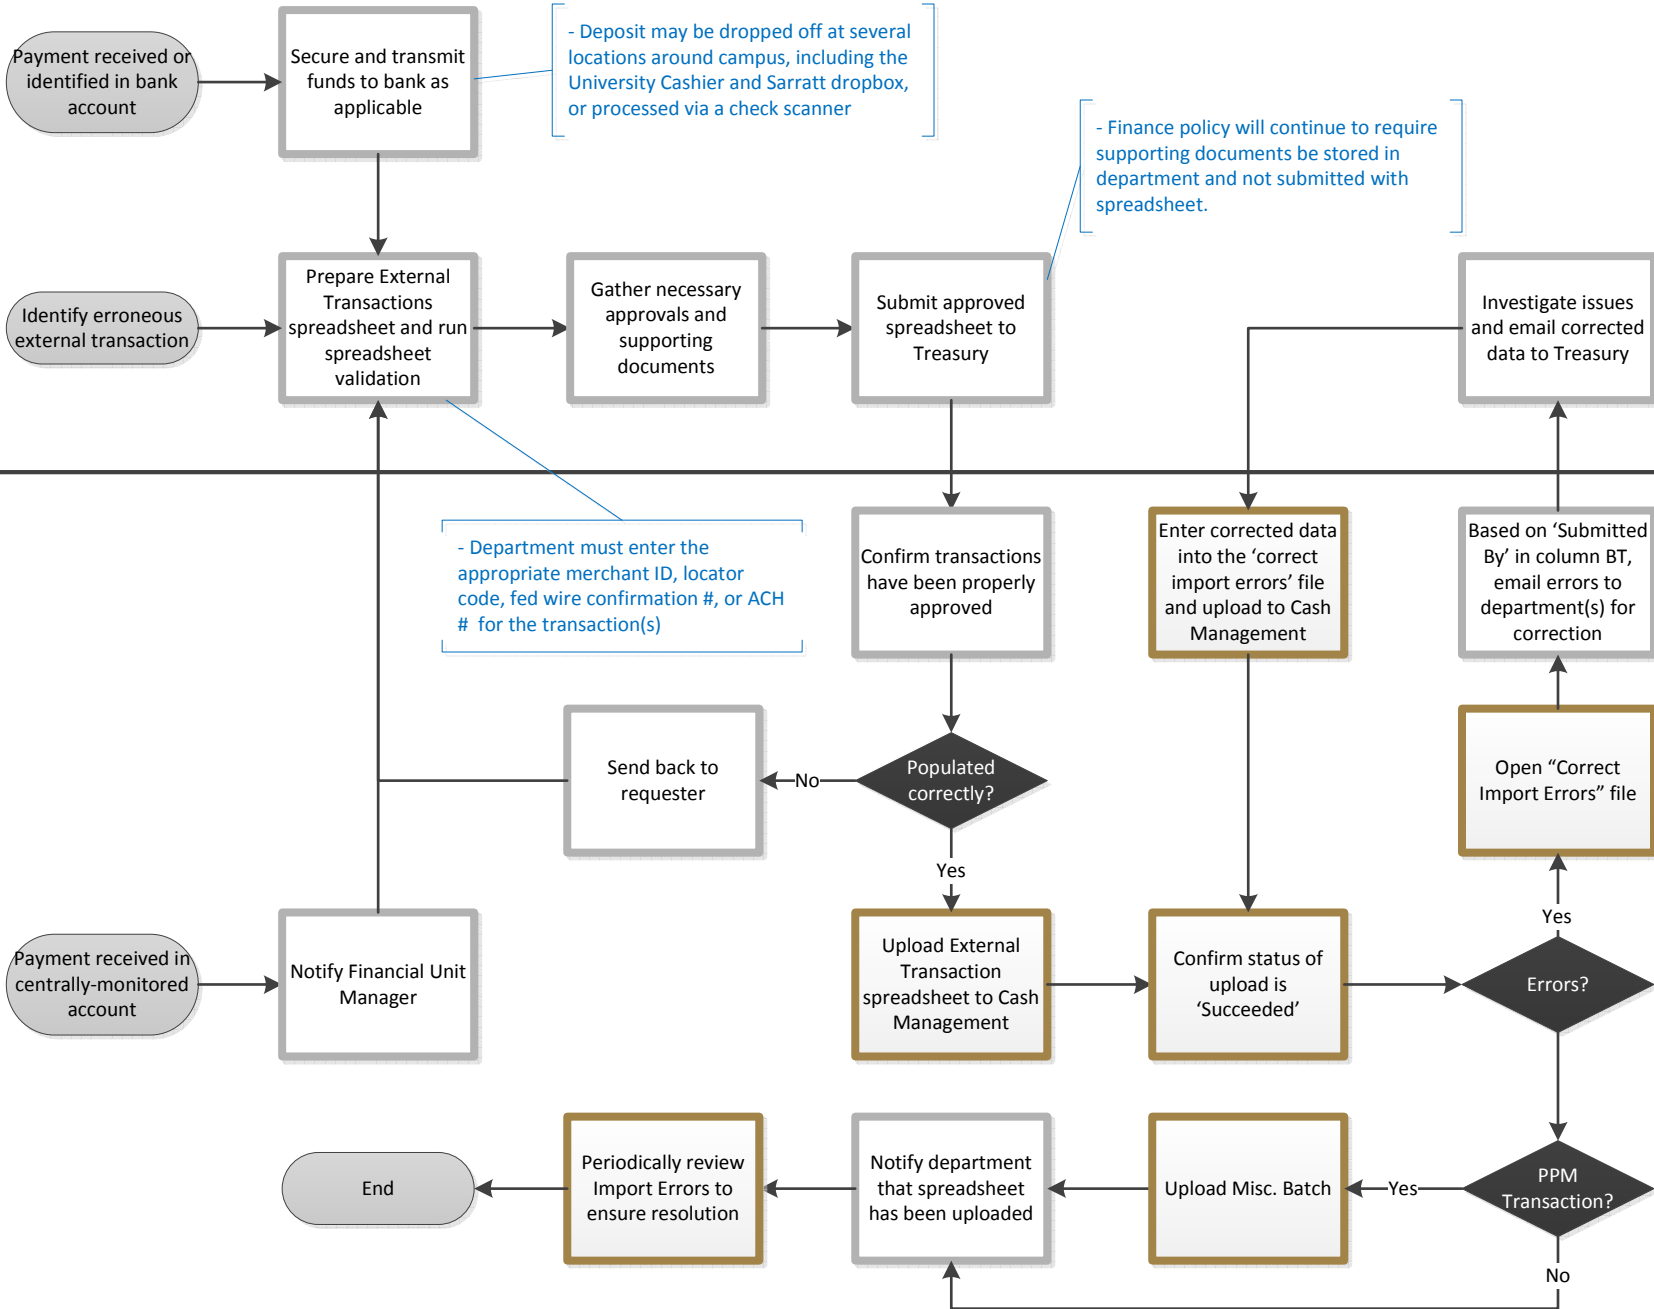 Payment received or
identified in bank
account
Secure and transmit
funds to bank as
applicable
- Deposit may be dropped off at several
locations around campus, including the
University Cashier and Sarratt dropbox,
or processed via a check scanner
- Finance policy will continue to require
supporting documents be stored in
department and not submitted with
spreadsheet.
Identify erroneous
external transaction
Prepare External
Transactions
spreadsheet and run
spreadsheet
validation
Gather necessary
approvals and
supporting
documents
Submit approved
spreadsheet to
Treasury
Investigate issues
and email corrected
data to Treasury
- Department must enter the
appropriate merchant ID, locator
code, fed wire confirmation #, or ACH
#  for the transaction(s)
Confirm transactions
have been properly
approved
Enter corrected data
into the ‘correct
import errors’ file
and upload to Cash
Management
Based on ‘Submitted
By’ in column BT,
email errors to
department(s) for
correction
Send back to
requester
No
Populated
correctly?
Open “Correct
Import Errors” file
Yes
Yes
Payment received in
centrally-monitored
account
Notify Financial Unit
Manager
Upload External
Transaction
spreadsheet to Cash
Management
Confirm status of
upload is
‘Succeeded’
Errors?
End
Periodically review
Import Errors to
ensure resolution
Notify department
that spreadsheet
has been uploaded
Upload Misc. Batch
Yes
PPM
Transaction?
No